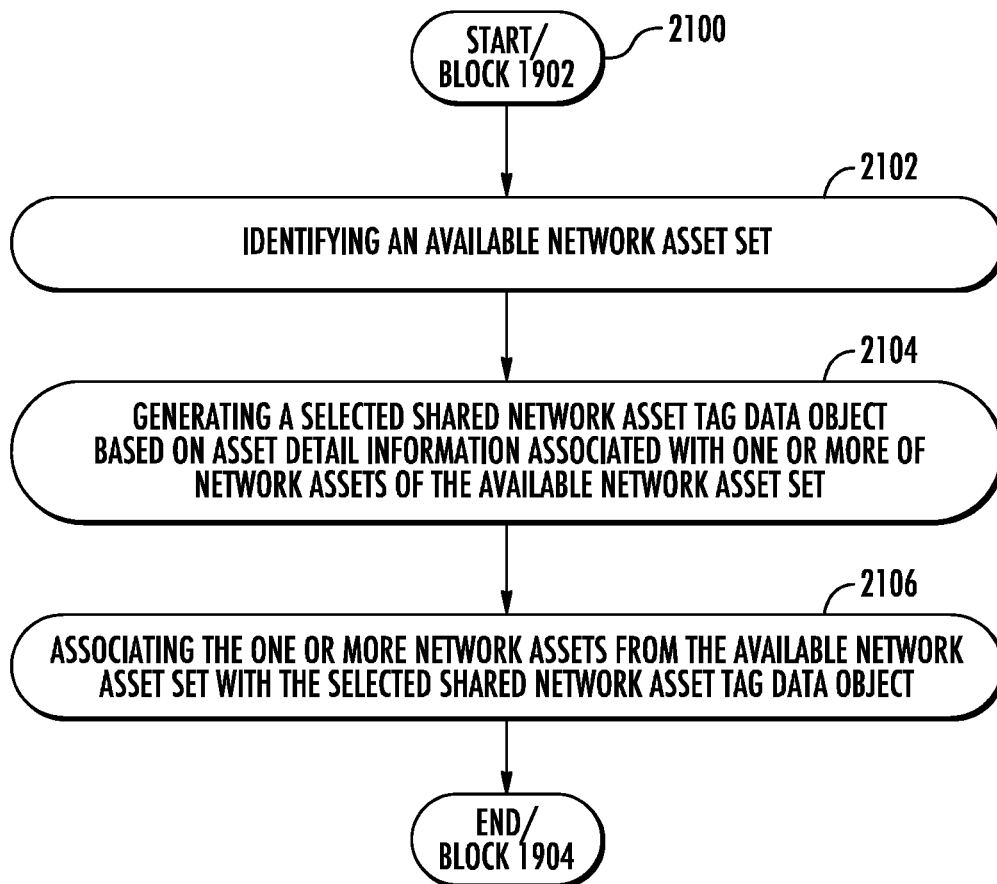 START/
BLOCK 1902
2100
2102
IDENTIFYING AN AVAILABLE NETWORK ASSET SET
2104
GENERATING A SELECTED SHARED NETWORK ASSET TAG DATA OBJECT
BASED ON ASSET DETAIL INFORMATION ASSOCIATED WITH ONE OR MORE OF
NETWORK ASSETS OF THE AVAILABLE NETWORK ASSET SET
2106
ASSOCIATING THE ONE OR MORE NETWORK ASSETS FROM THE AVAILABLE NETWORK
ASSET SET WITH THE SELECTED SHARED NETWORK ASSET TAG DATA OBJECT
END/
BLOCK 1904